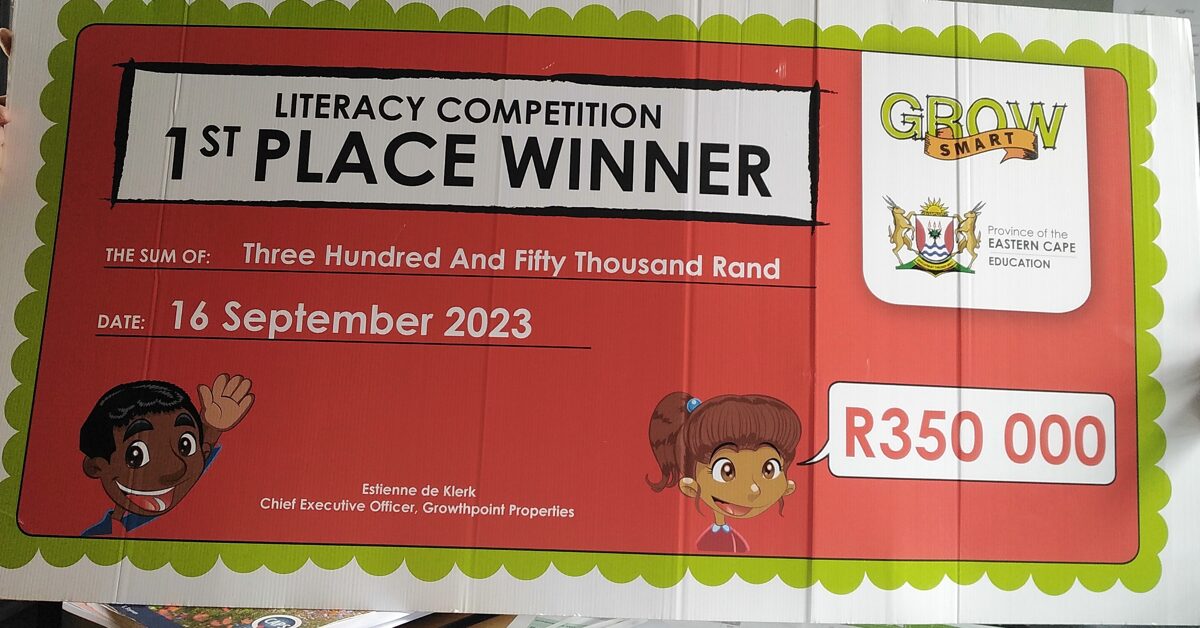 LITERACY COMPETITION
1ST PLACE WINNER
GROW
SMART
Province of the
EASTERN CAPE
EDUCATION
THE SUM OF: Three Hundred And Fifty Thousand Rand
DATE: 16 September 2023
R350 000
Estienne de Klerk
Chief Executive Officer, Growthpoint Properties
CAPS